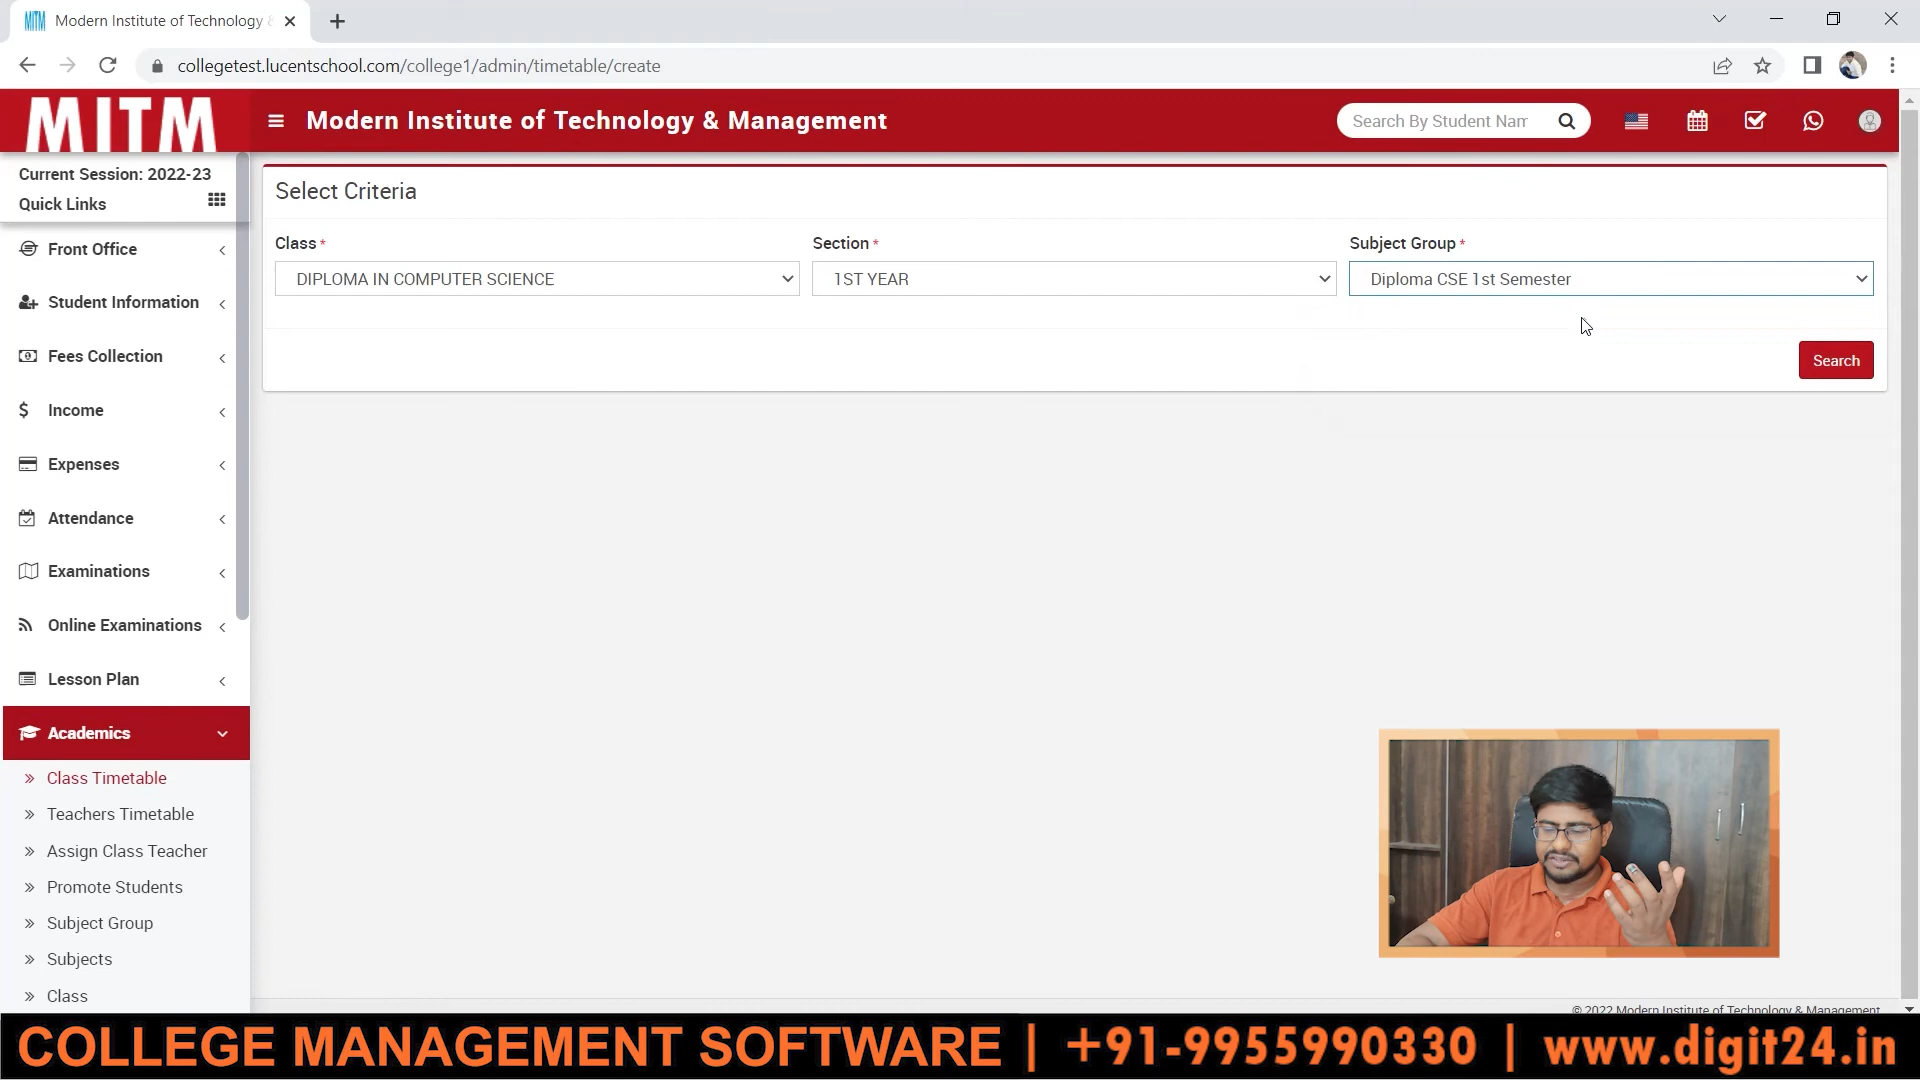 Modern Institute of Technology &
collegetest.lucentschool.com/college1/admin/timetable/create
MITM
Modern Institute of Technology & Management
Search By Student Nam
Current Session: 2022-23
Quick Links
Front Office
Student Information
Fees Collection
Income
Expenses
Attendance
Examinations
Online Examinations
Lesson Plan
Academics
Class Timetable
Teachers Timetable
Assign Class Teacher
Promote Students
Subject Group
Subjects
Class
Select Criteria
Class *
DIPLOMA IN COMPUTER SCIENCE
Section *
1ST YEAR
Subject Group *
Diploma CSE 1st Semester
Search
© 2022 Modern Institute of Technology & Management
COLLEGE MANAGEMENT SOFTWARE | +91-9955990330 | www.digit24.in